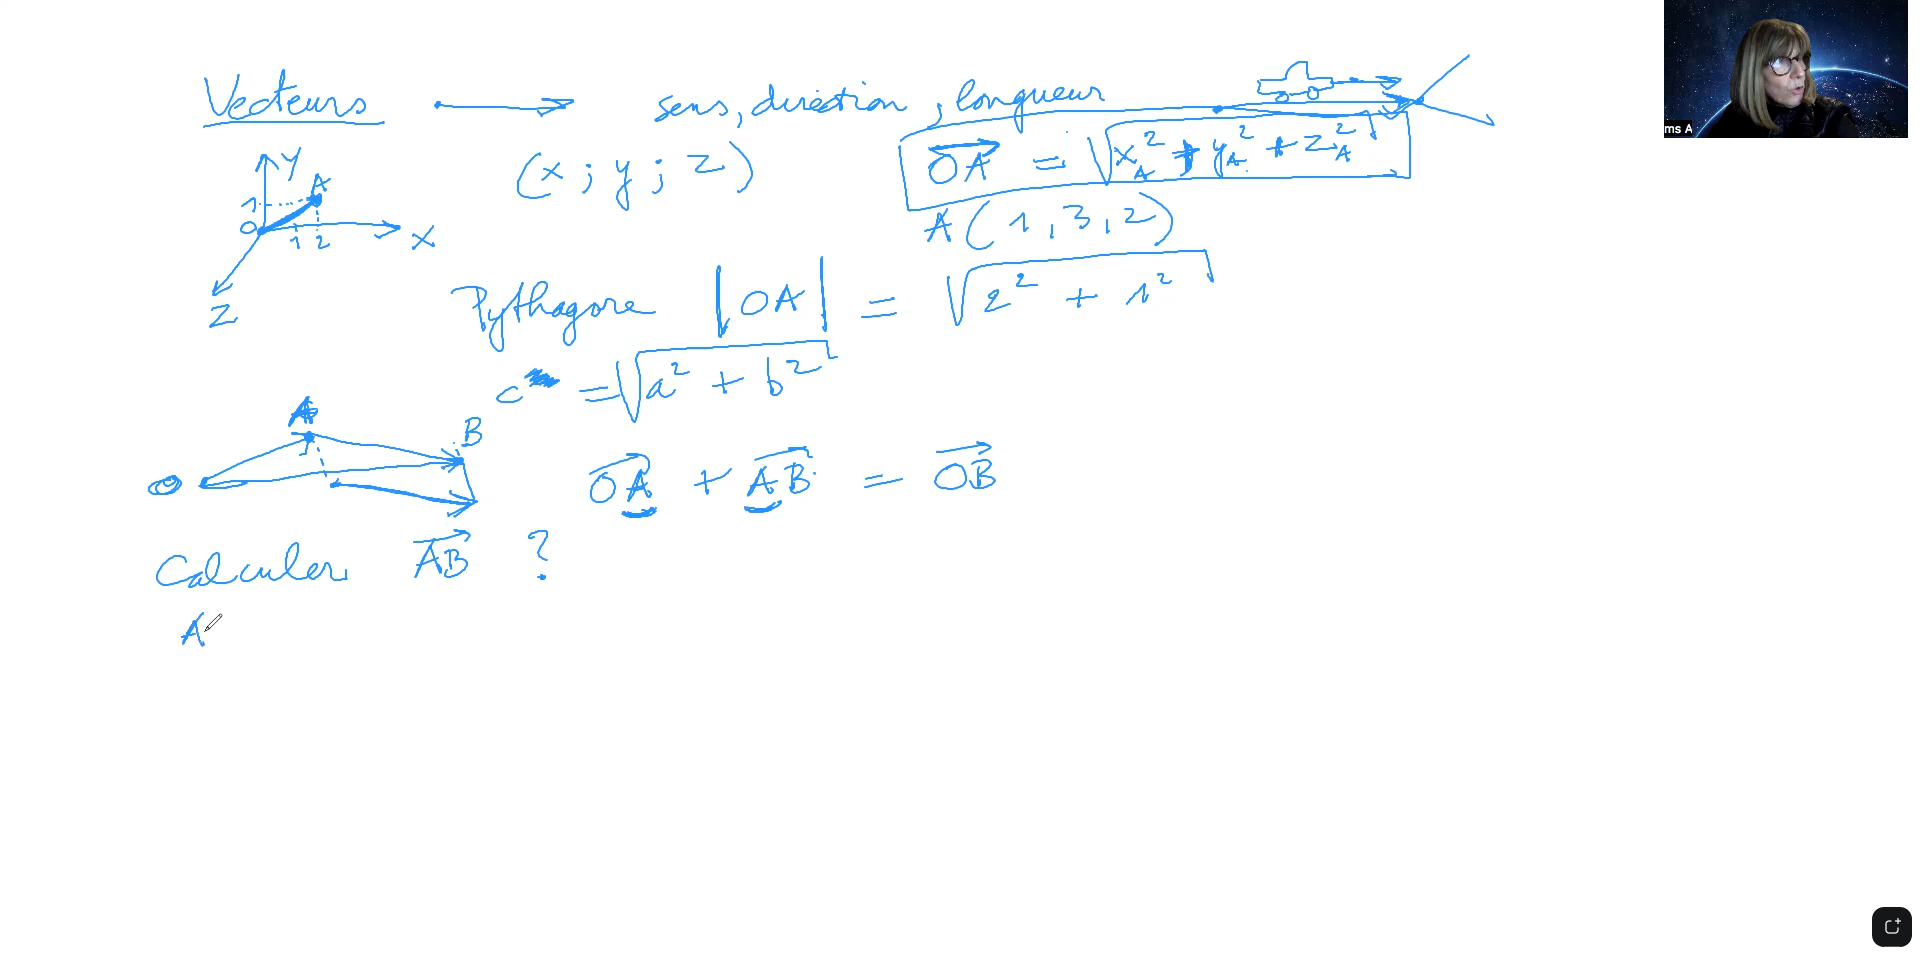 Vecteurs → sens, direction, longueur
(x ; y ; z)
OA = √x_A² + y_A² + z_A²
A (1, 3, 2)
Y
A
1
O
1 2
X
Z
Pythagore |OA| = √2² + 1²
c = √a² + b²
A
B
O
OA + AB = OB
Calculer AB ?
A
ms A